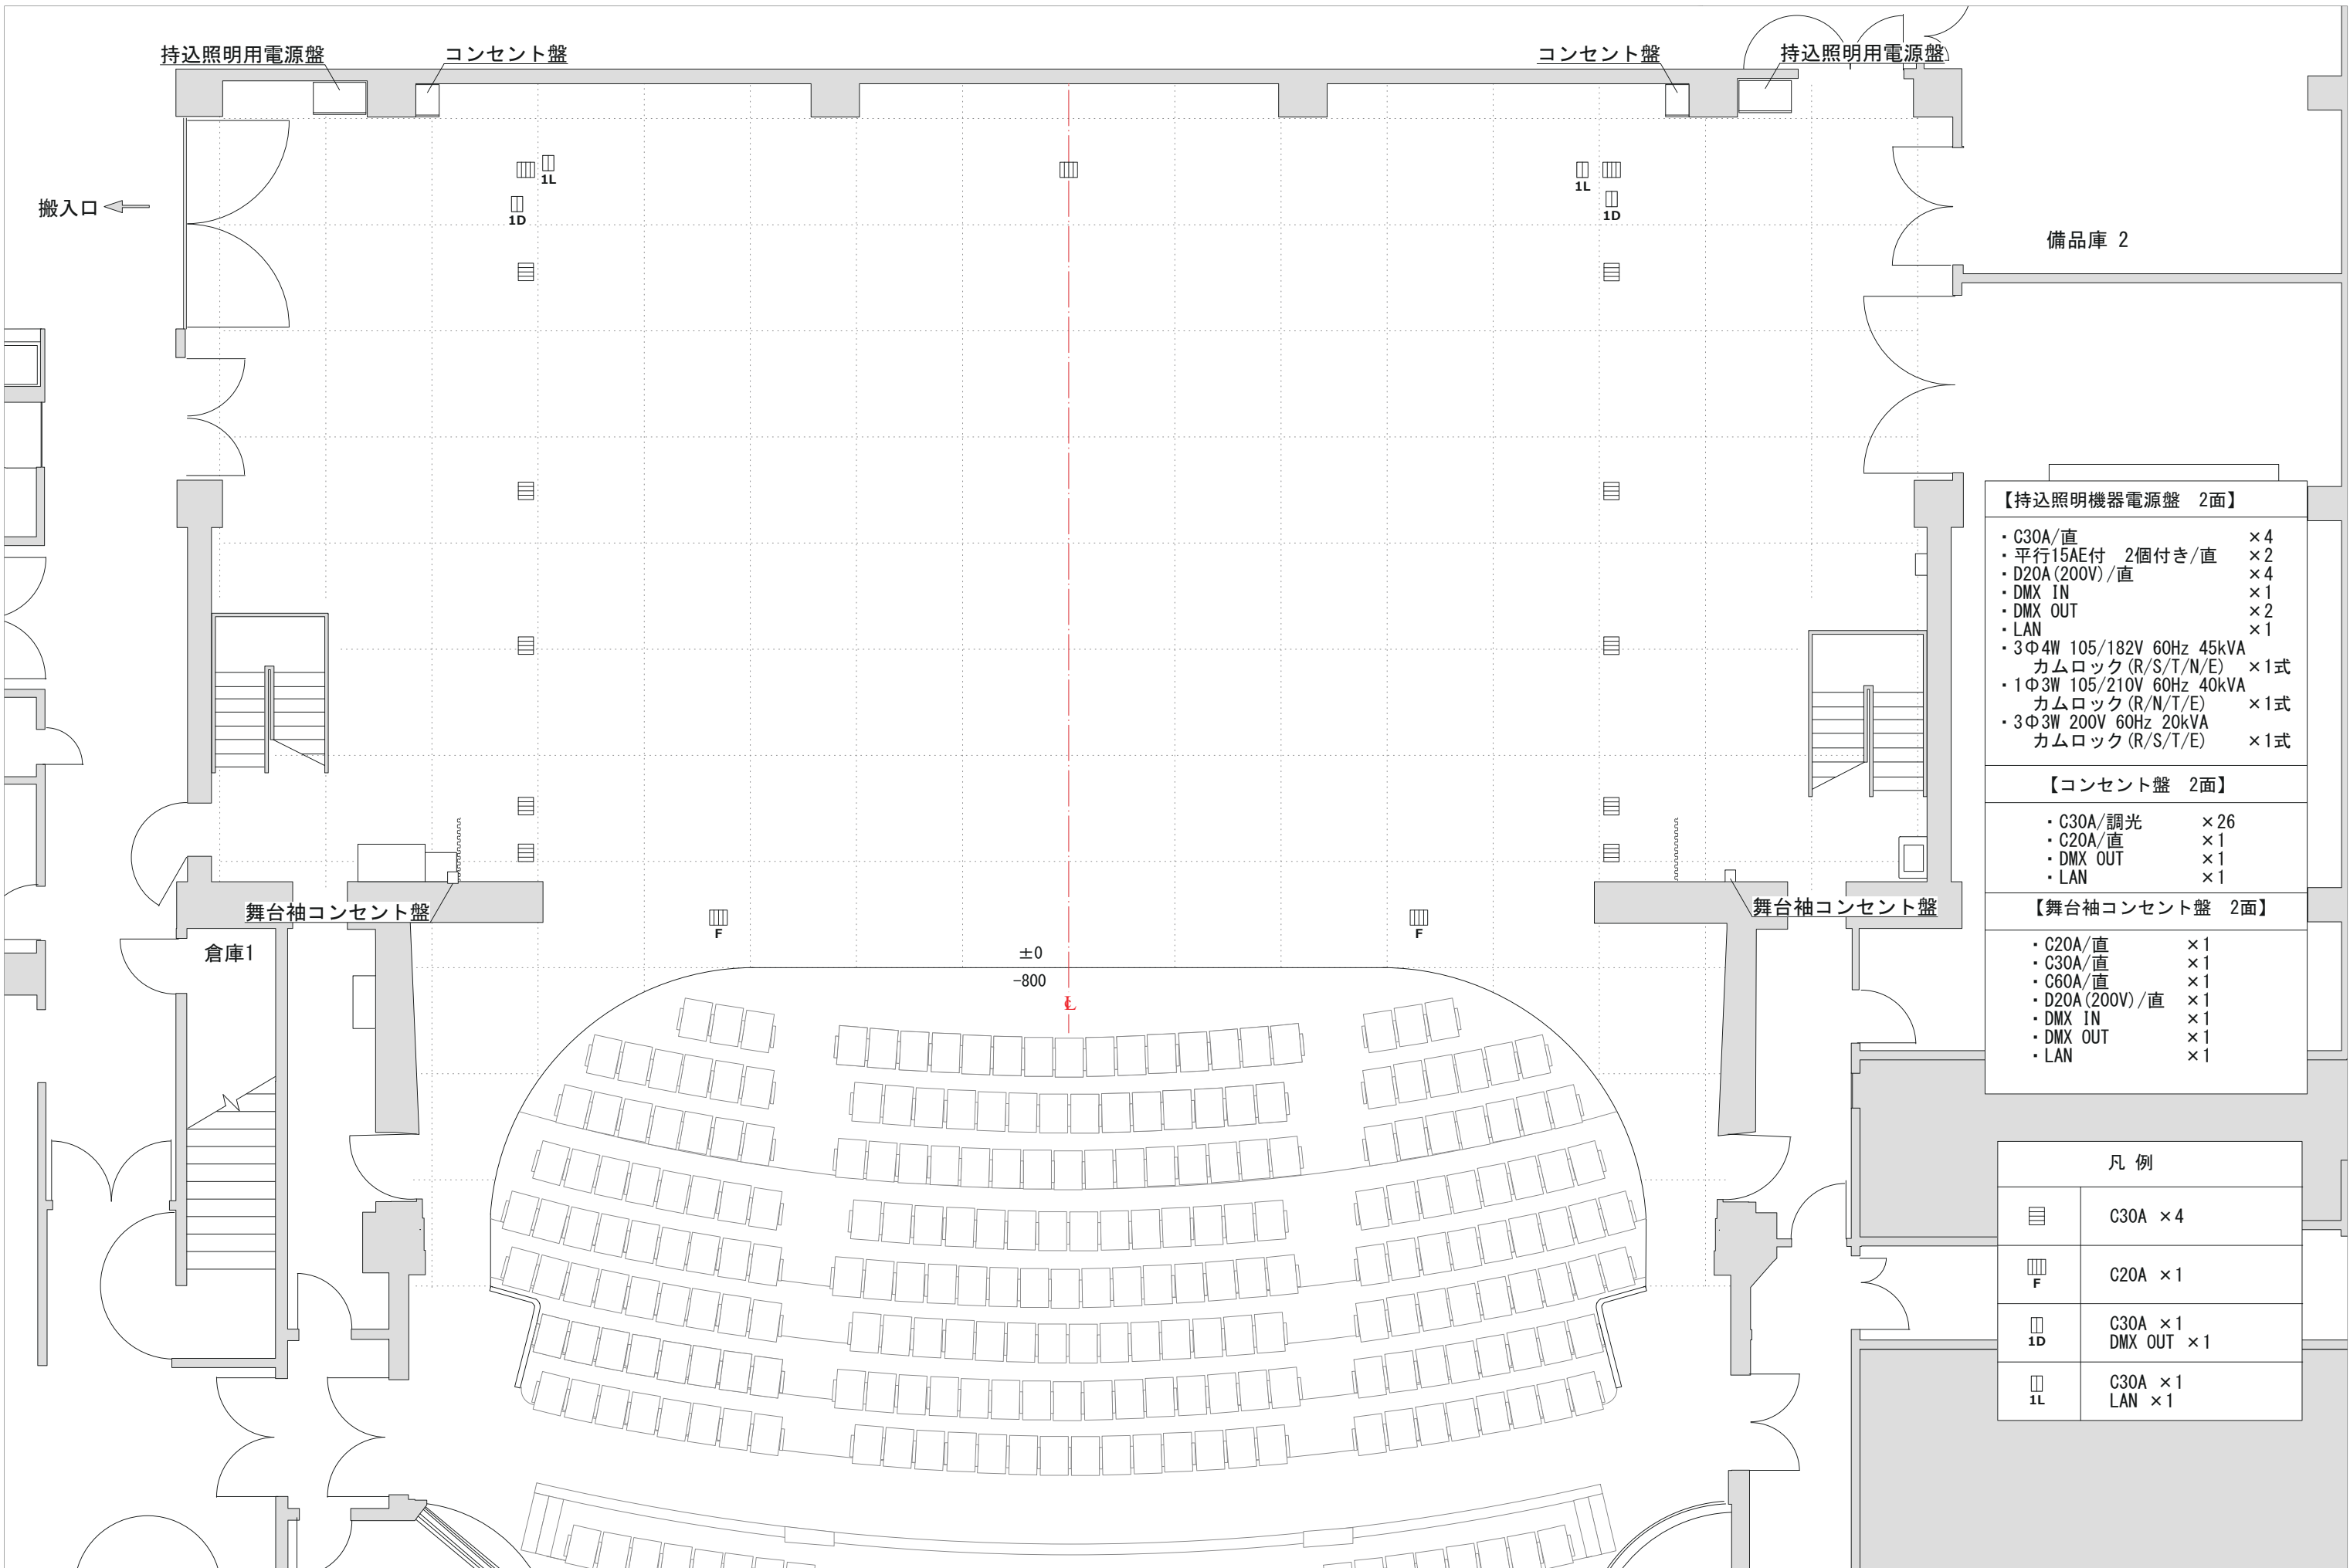 持込照明用電源盤
コンセント盤
コンセント盤
持込照明用電源盤
1L
1D
1L
1D
搬入口
備品庫 2
【持込照明機器電源盤　2面】
・C30A/直 ×4
・平行15AE付　2個付き/直 ×2
・D20A(200V)/直 ×4
・DMX IN ×1
・DMX OUT ×2
・LAN ×1
・3Φ4W 105/182V 60Hz 45kVA
カムロック(R/S/T/N/E) ×1式
・1Φ3W 105/210V 60Hz 40kVA
カムロック(R/N/T/E) ×1式
・3Φ3W 200V 60Hz 20kVA
カムロック(R/S/T/E) ×1式
【コンセント盤　2面】
・C30A/調光 ×26
・C20A/直 ×1
・DMX OUT ×1
・LAN ×1
【舞台袖コンセント盤　2面】
・C20A/直 ×1
・C30A/直 ×1
・C60A/直 ×1
・D20A(200V)/直 ×1
・DMX IN ×1
・DMX OUT ×1
・LAN ×1
舞台袖コンセント盤
舞台袖コンセント盤
倉庫1
F
F
±0
-800
℄
凡 例
C30A ×4
F C20A ×1
1D C30A ×1
DMX OUT ×1
1L C30A ×1
LAN ×1